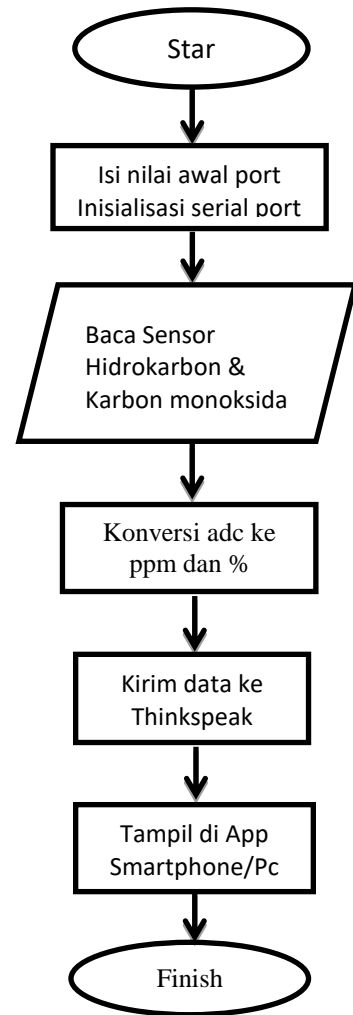 Star
Isi nilai awal port
Inisialisasi serial port
Baca Sensor
Hidrokarbon &
Karbon monoksida
Konversi adc ke
ppm dan %
Kirim data ke
Thinkspeak
Tampil di App
Smartphone/Pc
Finish